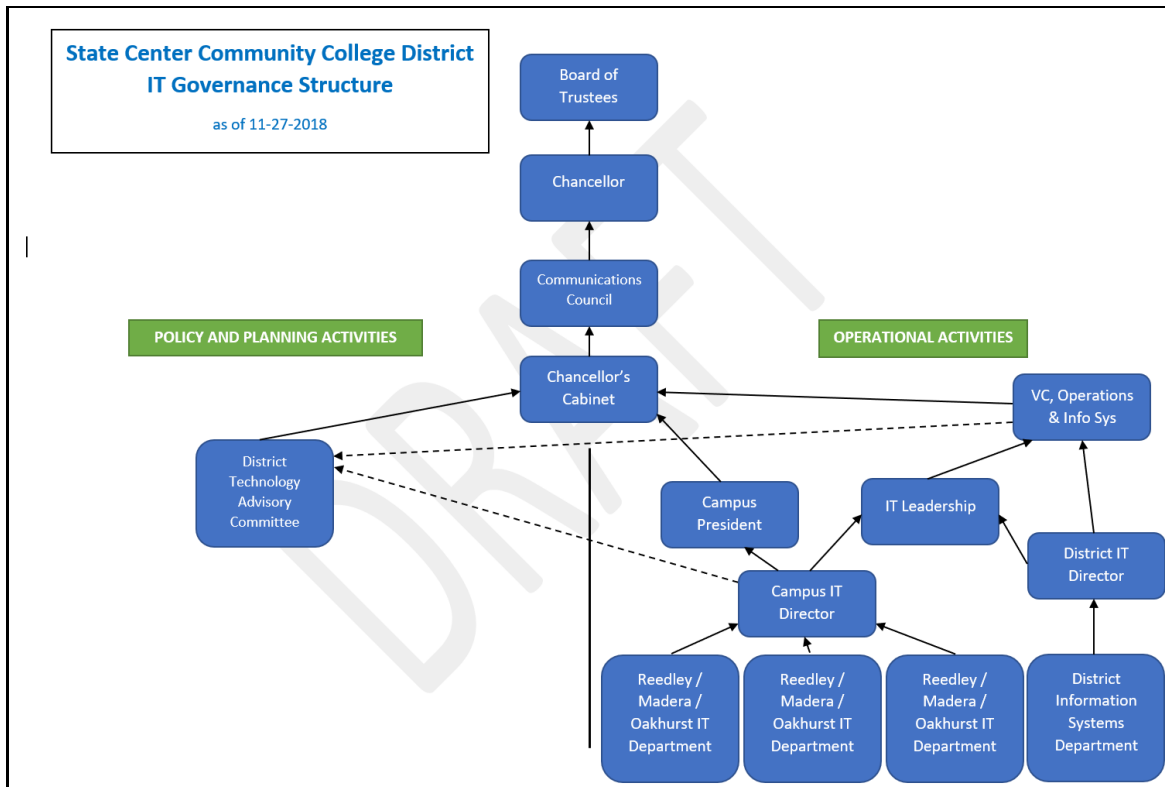 State Center Community College District
IT Governance Structure
as of 11-27-2018
Board of
Trustees
Chancellor
Communications
Council
POLICY AND PLANNING ACTIVITIES
OPERATIONAL ACTIVITIES
Chancellor's
Cabinet
VC, Operations
& Info Sys
District
Technology
Advisory
Committee
Campus
President
IT Leadership
District IT
Director
Campus IT
Director
Reedley /
Madera /
Oakhurst IT
Department
Reedley /
Madera /
Oakhurst IT
Department
Reedley /
Madera /
Oakhurst IT
Department
District
Information
Systems
Department
DRAFT